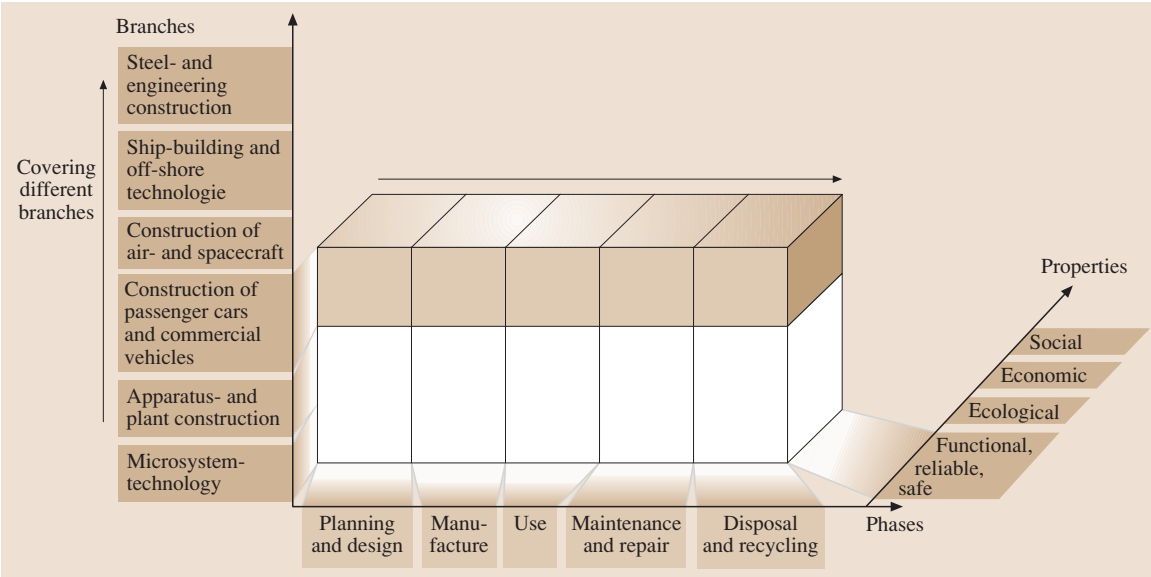 Branches
Steel- and
engineering
construction
Ship-building and
off-shore
technologie
Construction of
air- and spacecraft
Construction of
passenger cars
and commercial
vehicles
Apparatus- and
plant construction
Microsystem-
technology
Covering
different
branches
Properties
Social
Economic
Ecological
Functional,
reliable,
safe
Phases
Planning
and design
Manu-
facture
Use
Maintenance
and repair
Disposal
and recycling